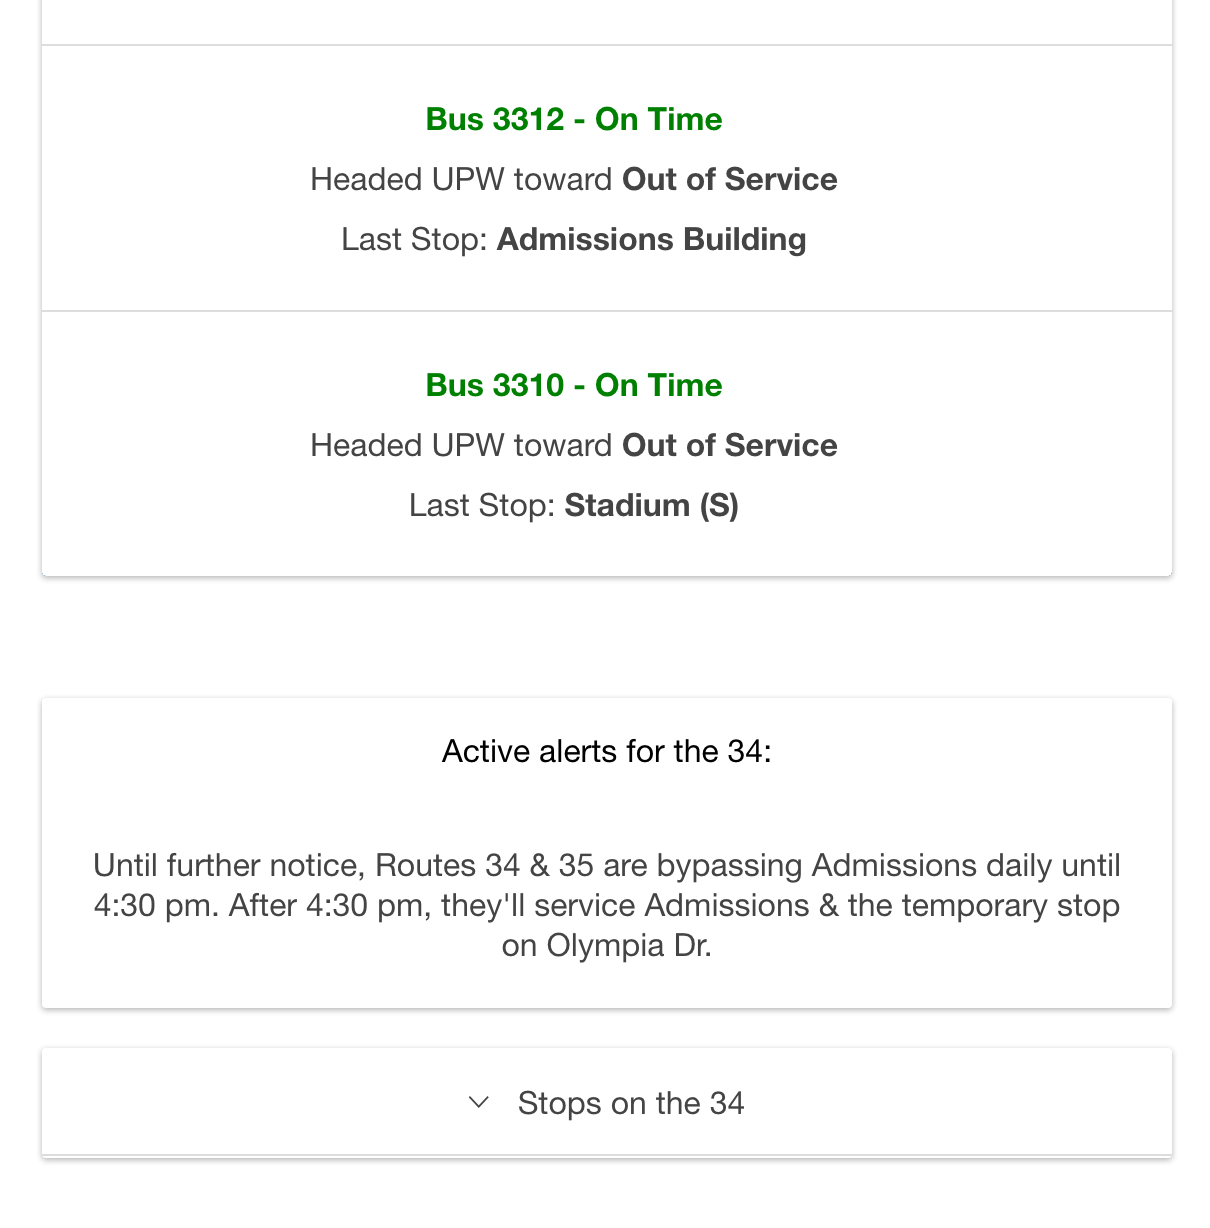 Bus 3312 - On Time
Headed UPW toward Out of Service
Last Stop: Admissions Building
Bus 3310 - On Time
Headed UPW toward Out of Service
Last Stop: Stadium (S)
Active alerts for the 34:
Until further notice, Routes 34 & 35 are bypassing Admissions daily until
4:30 pm. After 4:30 pm, they'll service Admissions & the temporary stop
on Olympia Dr.
Stops on the 34